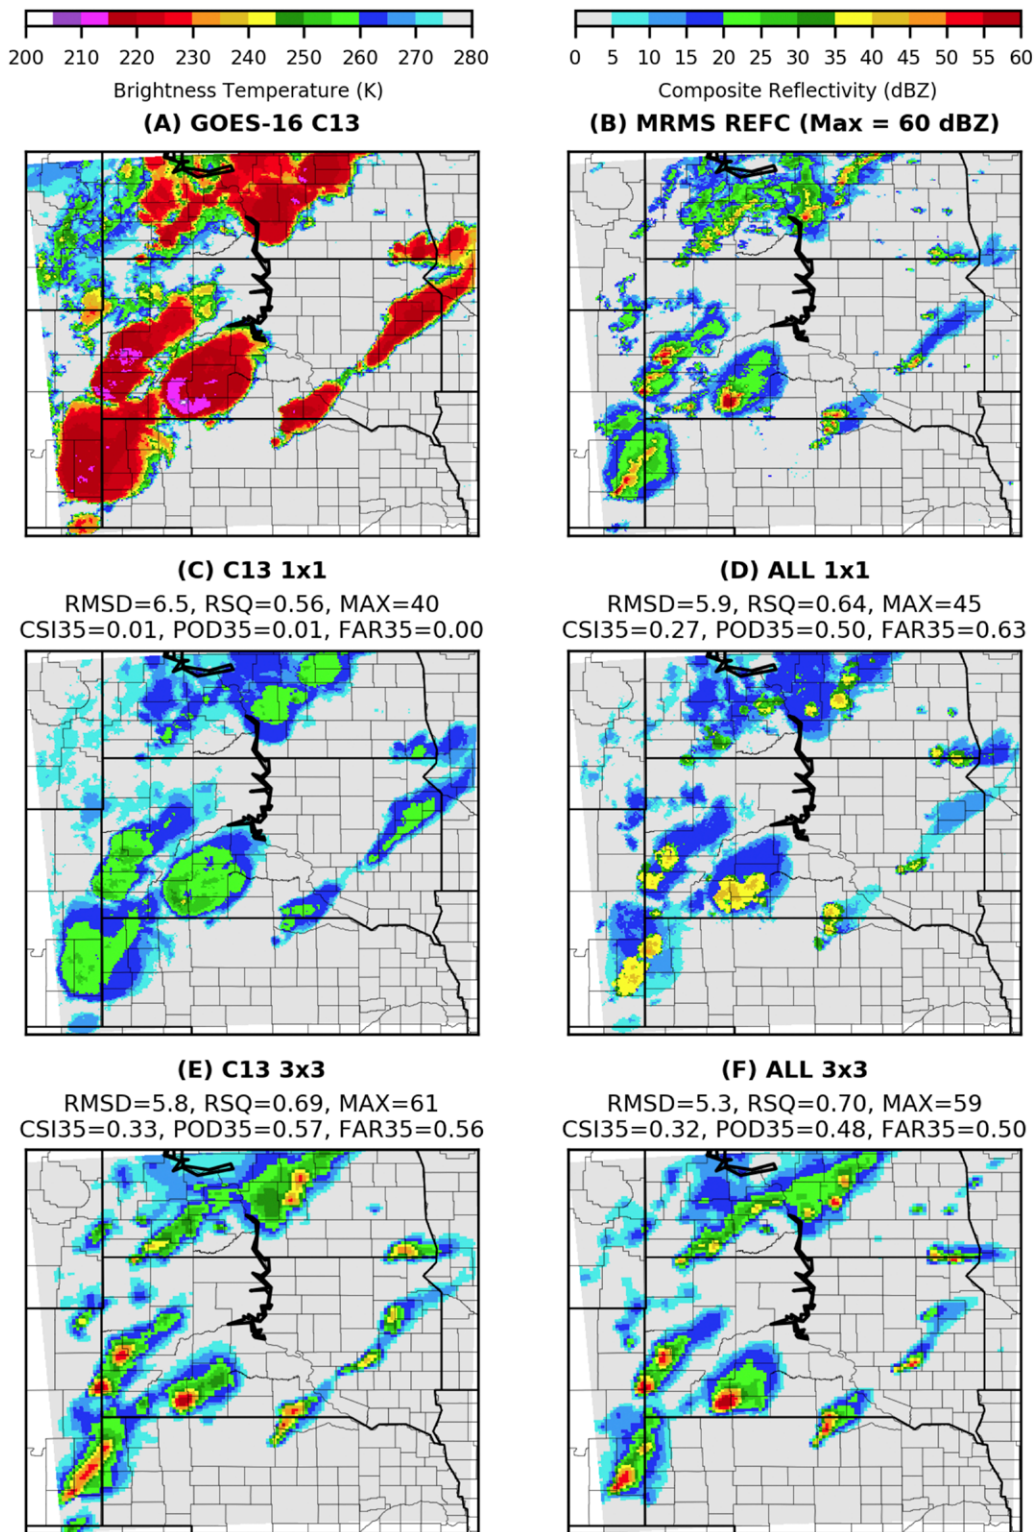 200 210 220 230 240 250 260 270 280
Brightness Temperature (K)
0 5 10 15 20 25 30 35 40 45 50 55 60
Composite Reflectivity (dBZ)
(A) GOES-16 C13
(B) MRMS REFC (Max = 60 dBZ)
(C) C13 1x1
RMSD=6.5, RSQ=0.56, MAX=40
CSI35=0.01, POD35=0.01, FAR35=0.00
(D) ALL 1x1
RMSD=5.9, RSQ=0.64, MAX=45
CSI35=0.27, POD35=0.50, FAR35=0.63
(E) C13 3x3
RMSD=5.8, RSQ=0.69, MAX=61
CSI35=0.33, POD35=0.57, FAR35=0.56
(F) ALL 3x3
RMSD=5.3, RSQ=0.70, MAX=59
CSI35=0.32, POD35=0.48, FAR35=0.50